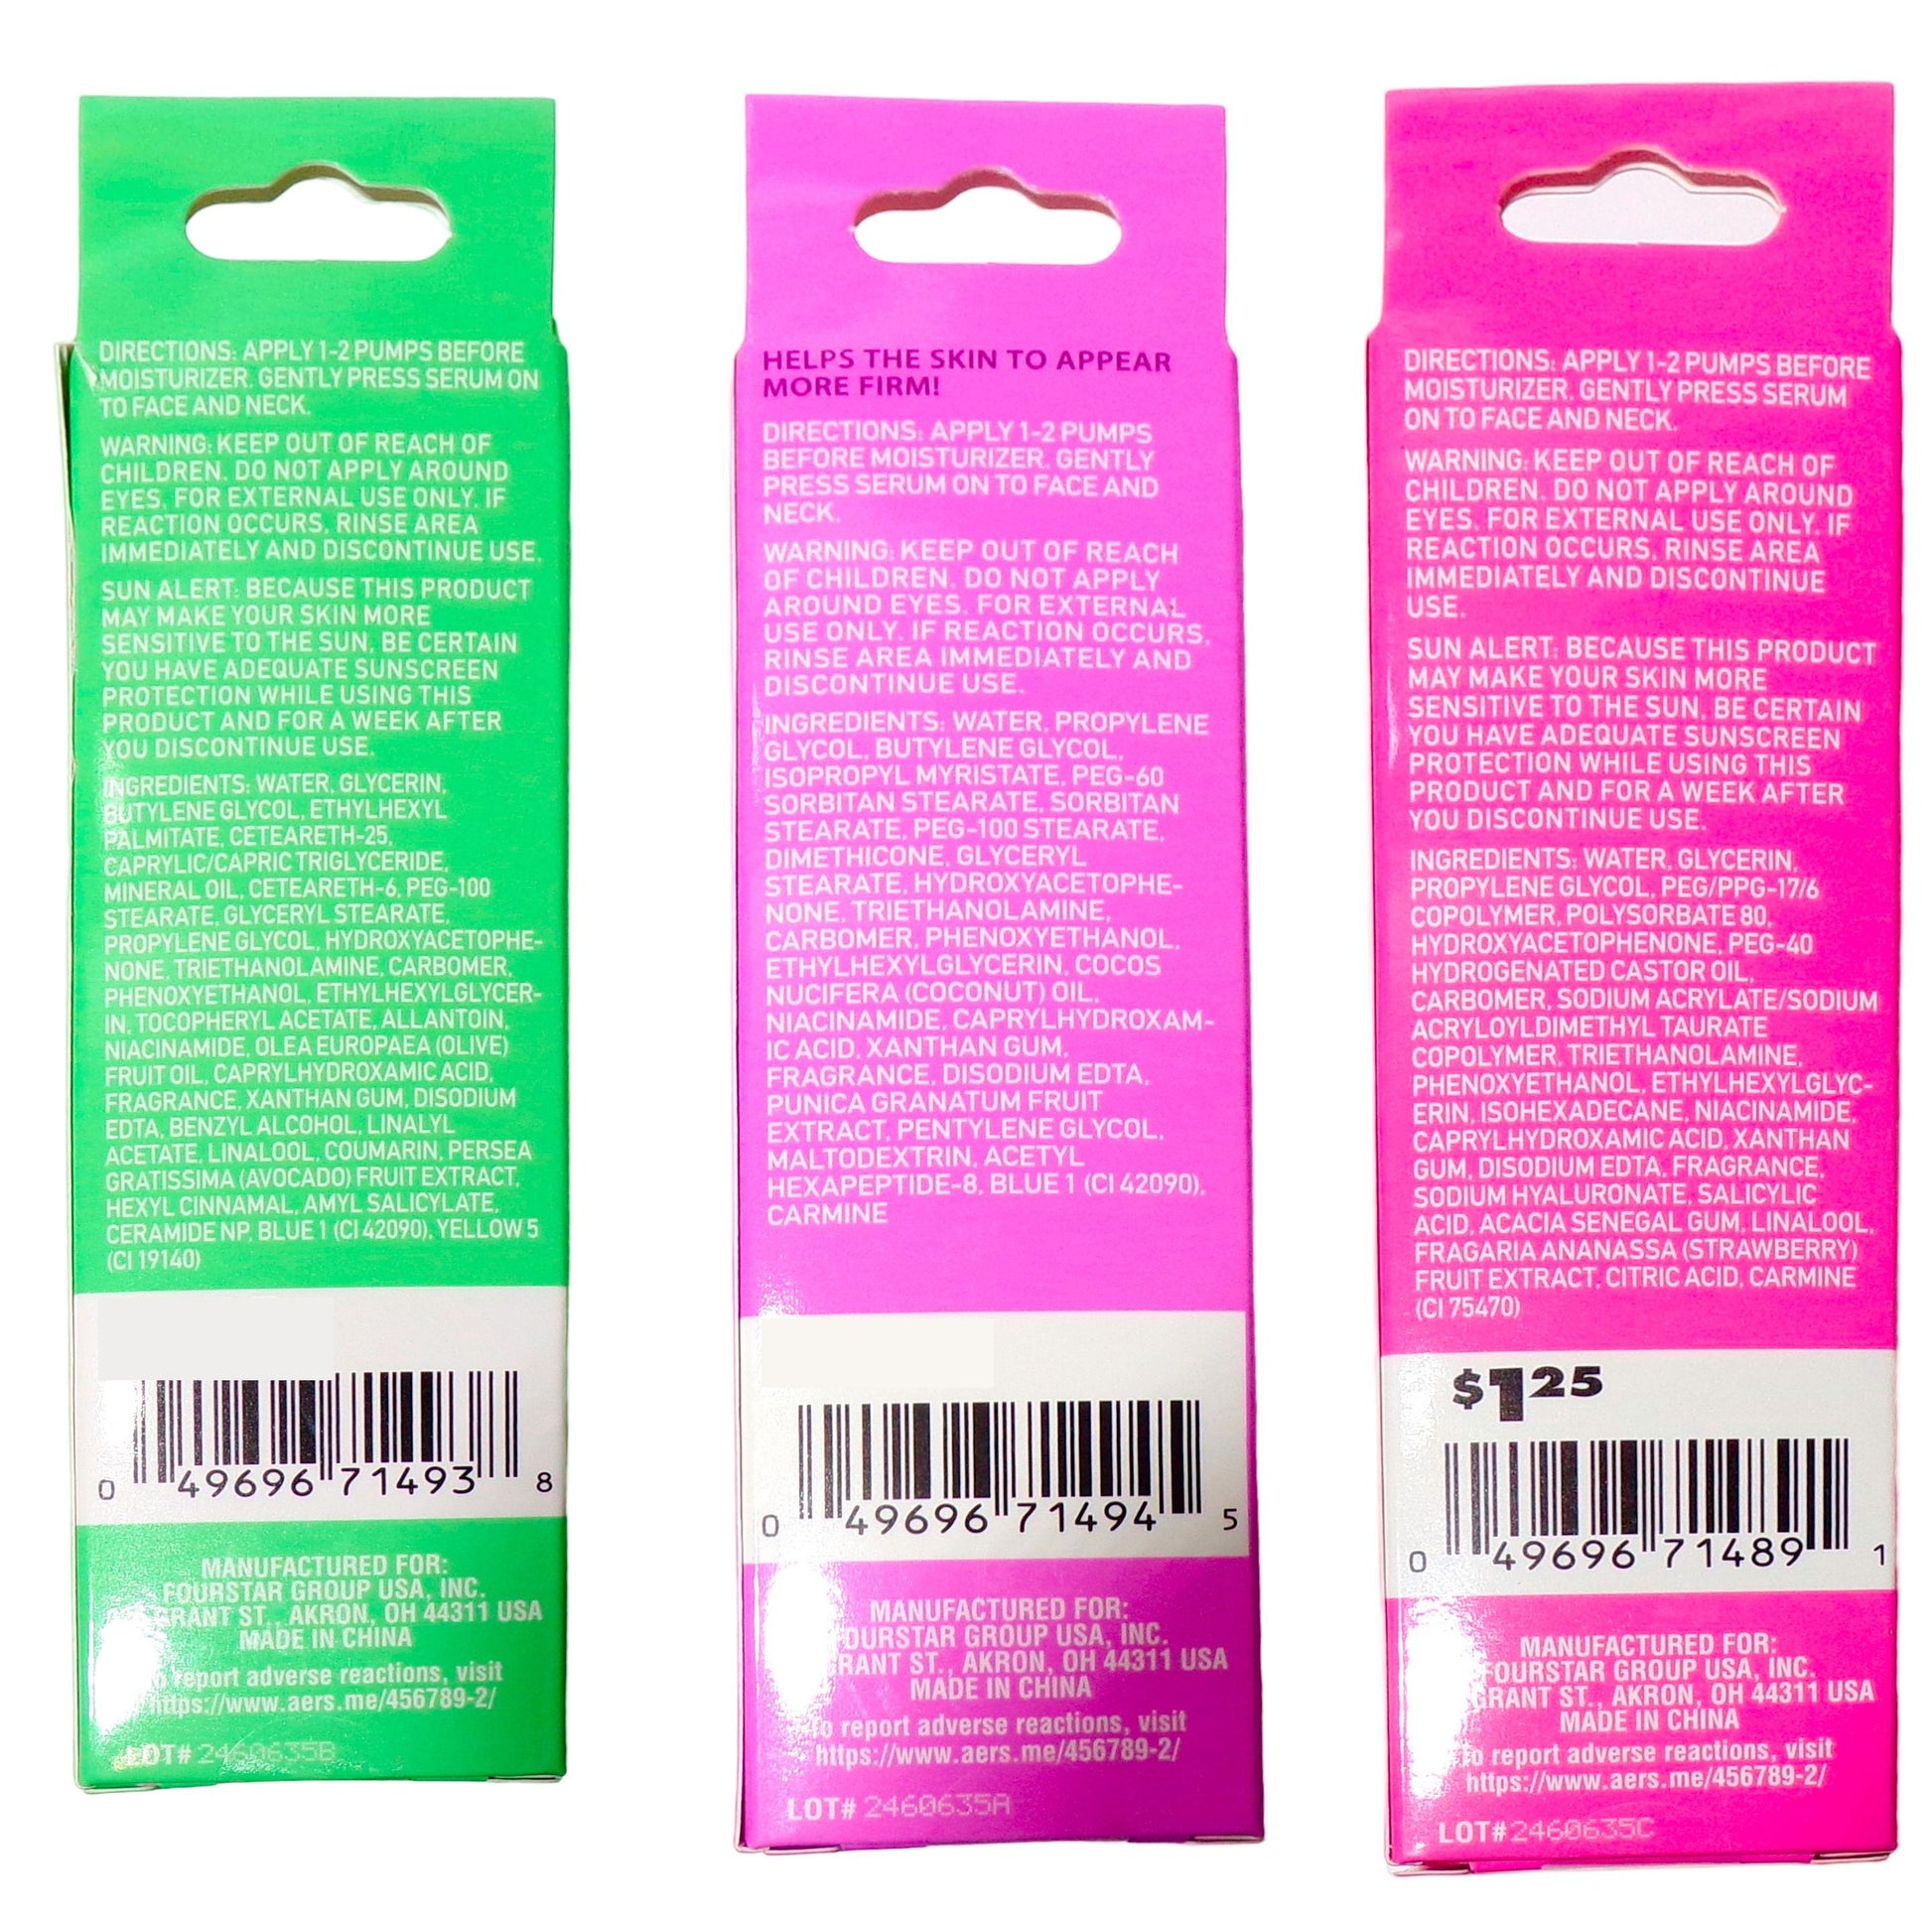 DIRECTIONS: APPLY 1-2 PUMPS BEFORE
MOISTURIZER. GENTLY PRESS SERUM ON
TO FACE AND NECK.
WARNING: KEEP OUT OF REACH OF
CHILDREN. DO NOT APPLY AROUND
EYES. FOR EXTERNAL USE ONLY. IF
REACTION OCCURS, RINSE AREA
IMMEDIATELY AND DISCONTINUE USE.
SUN ALERT: BECAUSE THIS PRODUCT
MAY MAKE YOUR SKIN MORE
SENSITIVE TO THE SUN, BE CERTAIN
YOU HAVE ADEQUATE SUNSCREEN
PROTECTION WHILE USING THIS
PRODUCT AND FOR A WEEK AFTER
YOU DISCONTINUE USE.
INGREDIENTS: WATER, GLYCERIN,
BUTYLENE GLYCOL, ETHYLHEXYL
PALMITATE, CETEARETH-25,
CAPRYLIC/CAPRIC TRIGLYCERIDE,
MINERAL OIL, CETEARETH-6, PEG-100
STEARATE, GLYCERYL STEARATE,
PROPYLENE GLYCOL, HYDROXYACETOPHE-
NONE, TRIETHANOLAMINE, CARBOMER,
PHENOXYETHANOL, ETHYLHEXYLGLYCER-
IN, TOCOPHERYL ACETATE, ALLANTOIN,
NIACINAMIDE, OLEA EUROPAEA (OLIVE)
FRUIT OIL, CAPRYLHYDROXAMIC ACID,
FRAGRANCE, XANTHAN GUM, DISODIUM
EDTA, BENZYL ALCOHOL, LINALYL
ACETATE, LINALOOL, COUMARIN, PERSEA
GRATISSIMA (AVOCADO) FRUIT EXTRACT,
HEXYL CINNAMAL, AMYL SALICYLATE,
CERAMIDE NP, BLUE 1 (CI 42090), YELLOW 5
(CI 19140)
0 49696 71493 8
MANUFACTURED FOR:
FOURSTAR GROUP USA, INC.
GRANT ST., AKRON, OH 44311 USA
MADE IN CHINA
report adverse reactions, visit
https://www.aers.me/456789-2/
LOT# 2460635B
HELPS THE SKIN TO APPEAR
MORE FIRM!
DIRECTIONS: APPLY 1-2 PUMPS
BEFORE MOISTURIZER. GENTLY
PRESS SERUM ON TO FACE AND
NECK.
WARNING: KEEP OUT OF REACH
OF CHILDREN. DO NOT APPLY
AROUND EYES. FOR EXTERNAL
USE ONLY. IF REACTION OCCURS,
RINSE AREA IMMEDIATELY AND
DISCONTINUE USE.
INGREDIENTS: WATER, PROPYLENE
GLYCOL, BUTYLENE GLYCOL,
ISOPROPYL MYRISTATE, PEG-60
SORBITAN STEARATE, SORBITAN
STEARATE, PEG-100 STEARATE,
DIMETHICONE, GLYCERYL
STEARATE, HYDROXYACETOPHE-
NONE, TRIETHANOLAMINE,
CARBOMER, PHENOXYETHANOL,
ETHYLHEXYLGLYCERIN, COCOS
NUCIFERA (COCONUT) OIL,
NIACINAMIDE, CAPRYLHYDROXAM-
IC ACID, XANTHAN GUM,
FRAGRANCE, DISODIUM EDTA,
PUNICA GRANATUM FRUIT
EXTRACT, PENTYLENE GLYCOL,
MALTODEXTRIN, ACETYL
HEXAPEPTIDE-8, BLUE 1 (CI 42090),
CARMINE
0 49696 71494 5
MANUFACTURED FOR:
FOURSTAR GROUP USA, INC.
GRANT ST., AKRON, OH 44311 USA
MADE IN CHINA
To report adverse reactions, visit
https://www.aers.me/456789-2/
LOT# 2460635A
DIRECTIONS: APPLY 1-2 PUMPS BEFORE
MOISTURIZER. GENTLY PRESS SERUM
ON TO FACE AND NECK.
WARNING: KEEP OUT OF REACH OF
CHILDREN. DO NOT APPLY AROUND
EYES. FOR EXTERNAL USE ONLY. IF
REACTION OCCURS, RINSE AREA
IMMEDIATELY AND DISCONTINUE
USE.
SUN ALERT: BECAUSE THIS PRODUCT
MAY MAKE YOUR SKIN MORE
SENSITIVE TO THE SUN, BE CERTAIN
YOU HAVE ADEQUATE SUNSCREEN
PROTECTION WHILE USING THIS
PRODUCT AND FOR A WEEK AFTER
YOU DISCONTINUE USE.
INGREDIENTS: WATER, GLYCERIN,
PROPYLENE GLYCOL, PEG/PPG-17/6
COPOLYMER, POLYSORBATE 80,
HYDROXYACETOPHENONE, PEG-40
HYDROGENATED CASTOR OIL,
CARBOMER, SODIUM ACRYLATE/SODIUM
ACRYLOYLDIMETHYL TAURATE
COPOLYMER, TRIETHANOLAMINE,
PHENOXYETHANOL, ETHYLHEXYLGLYC-
ERIN, ISOHEXADECANE, NIACINAMIDE,
CAPRYLHYDROXAMIC ACID, XANTHAN
GUM, DISODIUM EDTA, FRAGRANCE,
SODIUM HYALURONATE, SALICYLIC
ACID, ACACIA SENEGAL GUM, LINALOOL,
FRAGARIA ANANASSA (STRAWBERRY)
FRUIT EXTRACT, CITRIC ACID, CARMINE
(CI 75470)
$1 25
0 49696 71489 1
MANUFACTURED FOR:
FOURSTAR GROUP USA, INC.
GRANT ST., AKRON, OH 44311 USA
MADE IN CHINA
To report adverse reactions, visit
https://www.aers.me/456789-2/
LOT# 2460635C